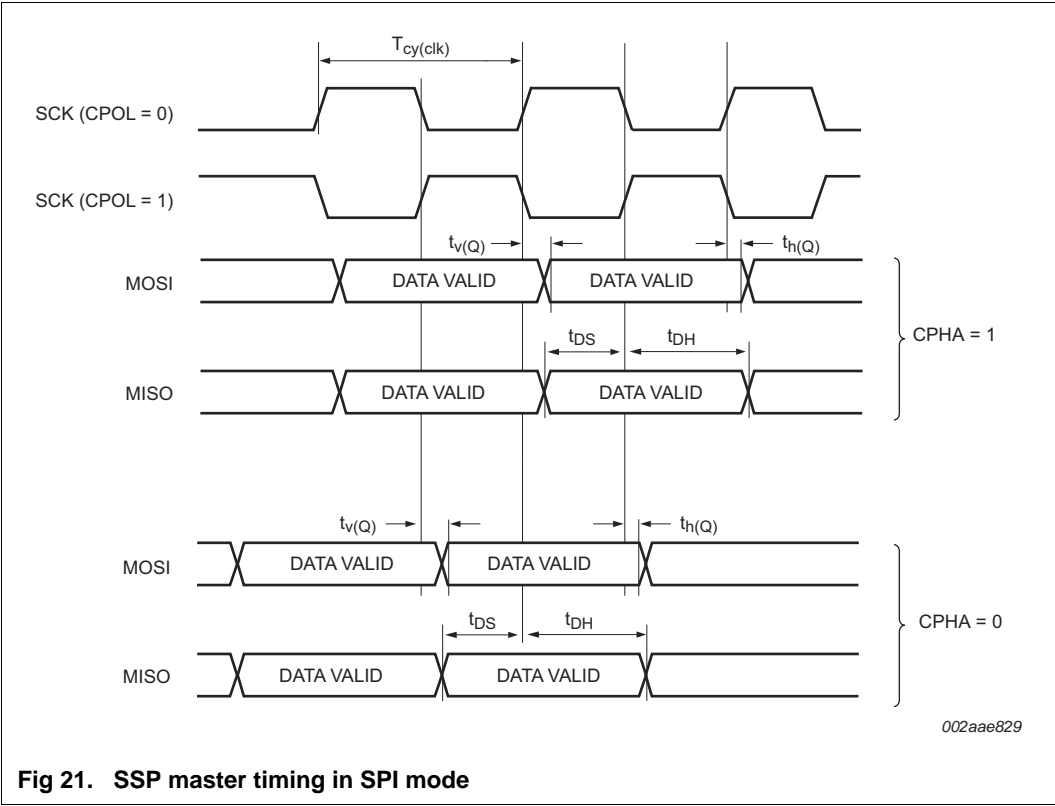 Tcy(clk)
SCK (CPOL = 0)
SCK (CPOL = 1)
tv(Q) th(Q)
MOSI DATA VALID DATA VALID
tDS tDH
CPHA = 1
MISO DATA VALID DATA VALID
tv(Q) th(Q)
MOSI DATA VALID DATA VALID
tDS tDH
CPHA = 0
MISO DATA VALID DATA VALID
002aae829
Fig 21. SSP master timing in SPI mode